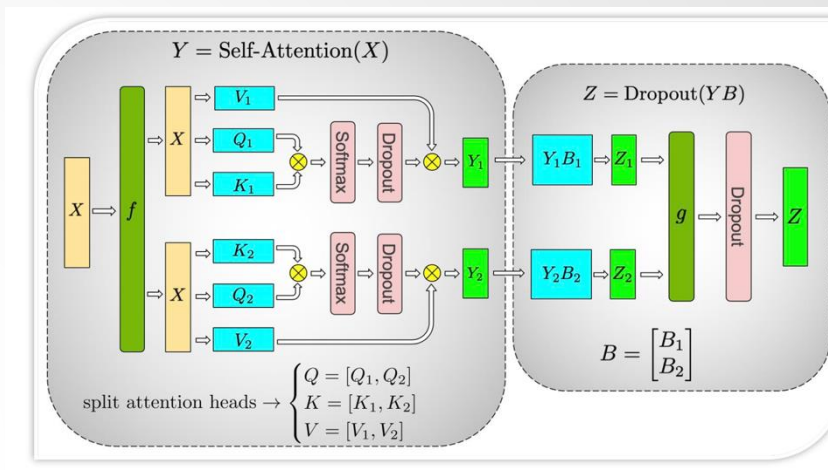 Y = Self-Attention(X)
X
f
X
V₁
Q₁
K₁
Softmax
Dropout
Y₁
X
K₂
Q₂
V₂
Softmax
Dropout
Y₂
split attention heads → { Q = [Q₁, Q₂]
K = [K₁, K₂]
V = [V₁, V₂]
Z = Dropout(YB)
Y₁B₁
Z₁
Y₂B₂
Z₂
g
Dropout
Z
B = [B₁
B₂]